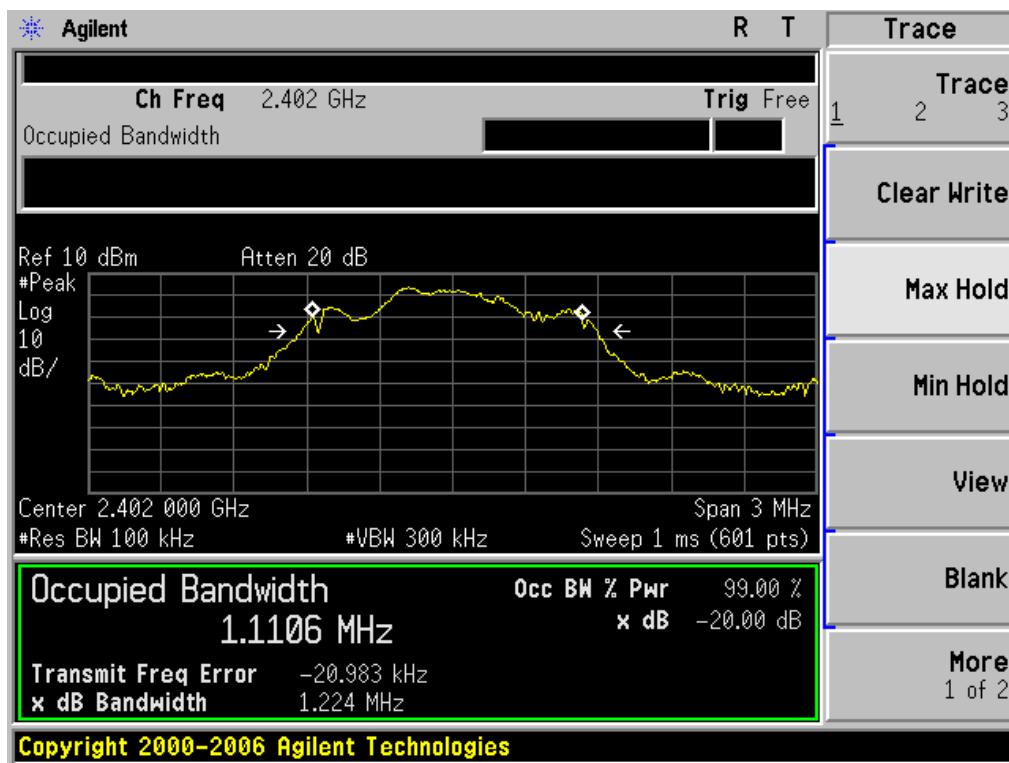 Agilent R T Trace
Ch Freq 2.402 GHz Trig Free
Occupied Bandwidth
Trace
1 2 3
Clear Write
Max Hold
Min Hold
View
Blank
More
1 of 2
Ref 10 dBm Atten 20 dB
#Peak
Log
10
dB/
Center 2.402 000 GHz Span 3 MHz
#Res BW 100 kHz #VBW 300 kHz Sweep 1 ms (601 pts)
Occupied Bandwidth Occ BW % Pwr 99.00 %
1.1106 MHz x dB -20.00 dB
Transmit Freq Error -20.983 kHz
x dB Bandwidth 1.224 MHz
Copyright 2000-2006 Agilent Technologies